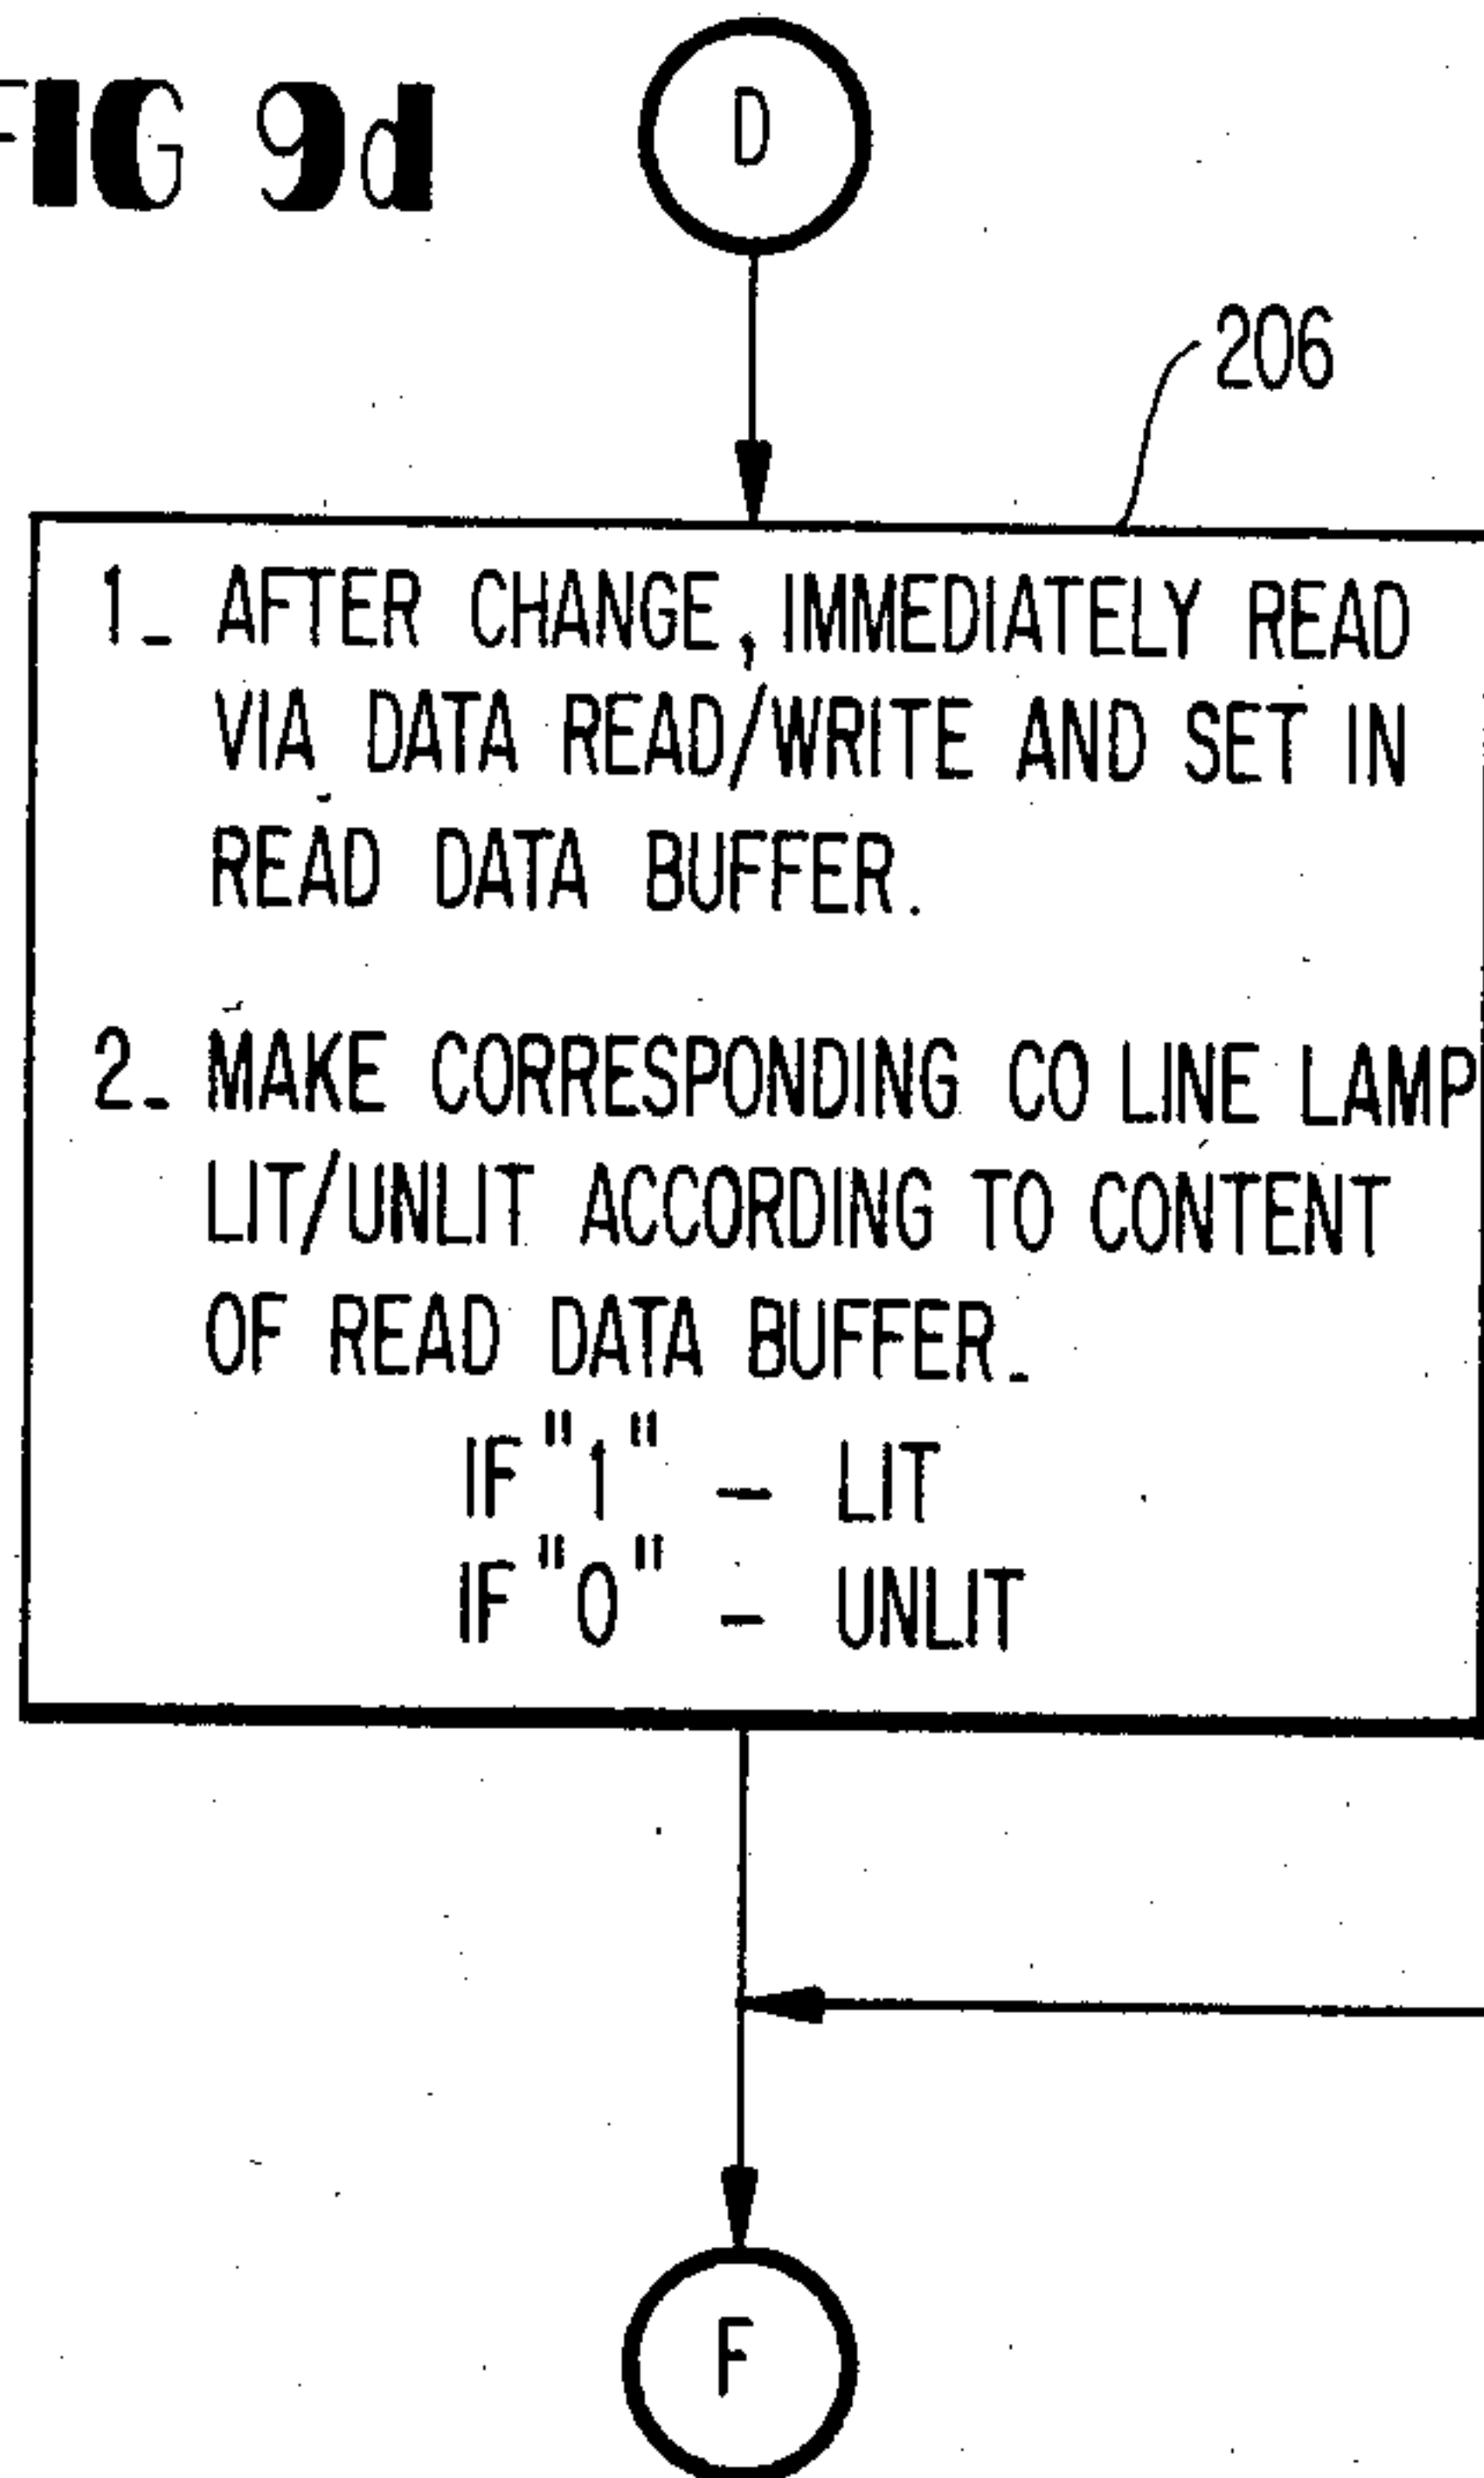 FIG 9d
D
206
1. AFTER CHANGE, IMMEDIATELY READ
VIA DATA READ/WRITE AND SET IN
READ DATA BUFFER.
2. MAKE CORRESPONDING CO LINE LAMP
LIT/UNLIT ACCORDING TO CONTENT
OF READ DATA BUFFER.
IF "1" - LIT
IF "0" - UNLIT
F